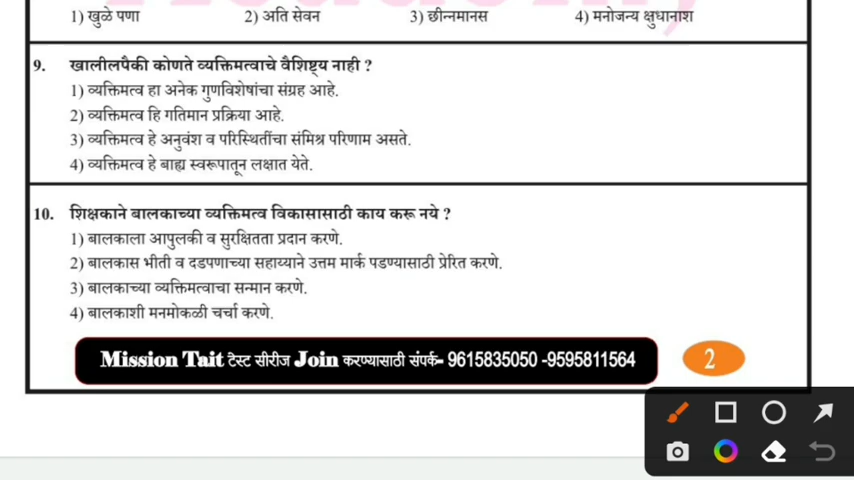 1) खुळे पणा 2) अति सेवन 3) छीन्नमानस 4) मनोजन्य क्षुधानाश
9. खालीलपैकी कोणते व्यक्तिमत्वाचे वैशिष्ट्य नाही ?
1) व्यक्तिमत्व हा अनेक गुणविशेषांचा संग्रह आहे.
2) व्यक्तिमत्व हि गतिमान प्रक्रिया आहे.
3) व्यक्तिमत्व हे अनुवंश व परिस्थितींचा संमिश्र परिणाम असते.
4) व्यक्तिमत्व हे बाह्य स्वरूपातून लक्षात येते.
10. शिक्षकाने बालकाच्या व्यक्तिमत्व विकासासाठी काय करू नये ?
1) बालकाला आपुलकी व सुरक्षितता प्रदान करणे.
2) बालकास भीती व दडपणाच्या सहाय्याने उत्तम मार्क पडण्यासाठी प्रेरित करणे.
3) बालकाच्या व्यक्तिमत्वाचा सन्मान करणे.
4) बालकाशी मनमोकळी चर्चा करणे.
Mission Tait टेस्ट सीरीज Join करण्यासाठी संपर्क- 9615835050 -9595811564
2